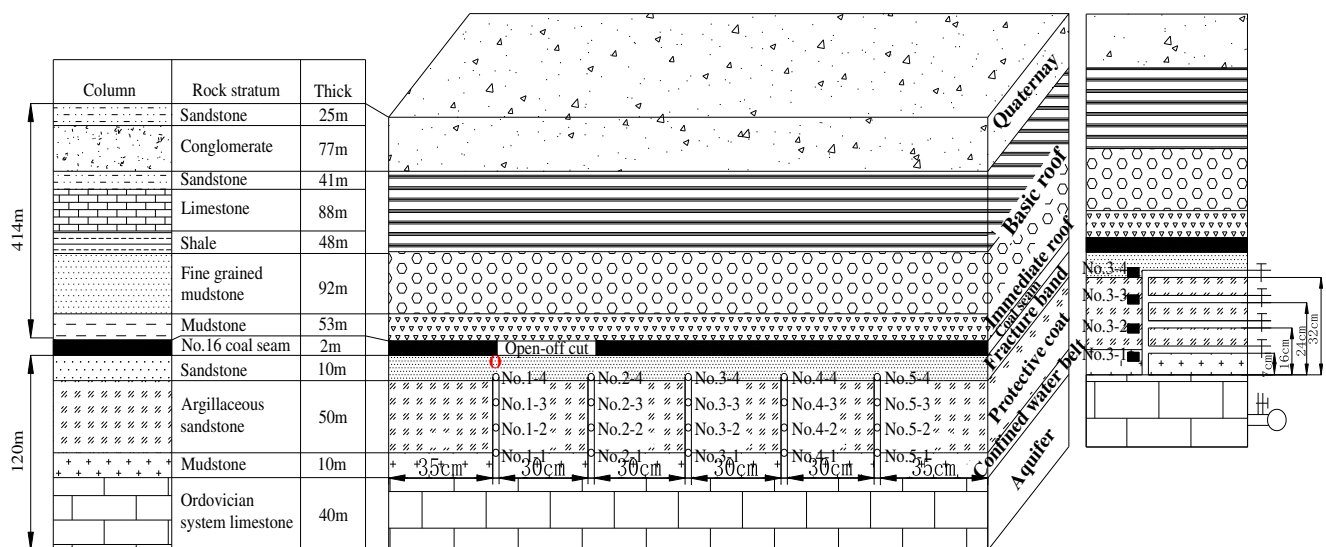 Column Rock stratum Thick
Sandstone 25m
Conglomerate 77m
Sandstone 41m
Limestone 88m
Shale 48m
Fine grained
mudstone 92m
Mudstone 53m
No.16 coal seam 2m
Sandstone 10m
Argillaceous
sandstone 50m
Mudstone 10m
Ordovician
system limestone 40m
414m
120m
Open-off cut
No.1-4 No.2-4 No.3-4 No.4-4 No.5-4
No.1-3 No.2-3 No.3-3 No.4-3 No.5-3
No.1-2 No.2-2 No.3-2 No.4-2 No.5-2
No.1-1 No.2-1 No.3-1 No.4-1 No.5-1
35cm 30cm 30cm 30cm 30cm 35cm
Quaternay
Basic roof
Immediate roof
Coal seam
Fracture band
Protective coat
Confined water belt
Aquifer
No.3-4
No.3-3
No.3-2
No.3-1
7cm
16cm
24cm
32cm